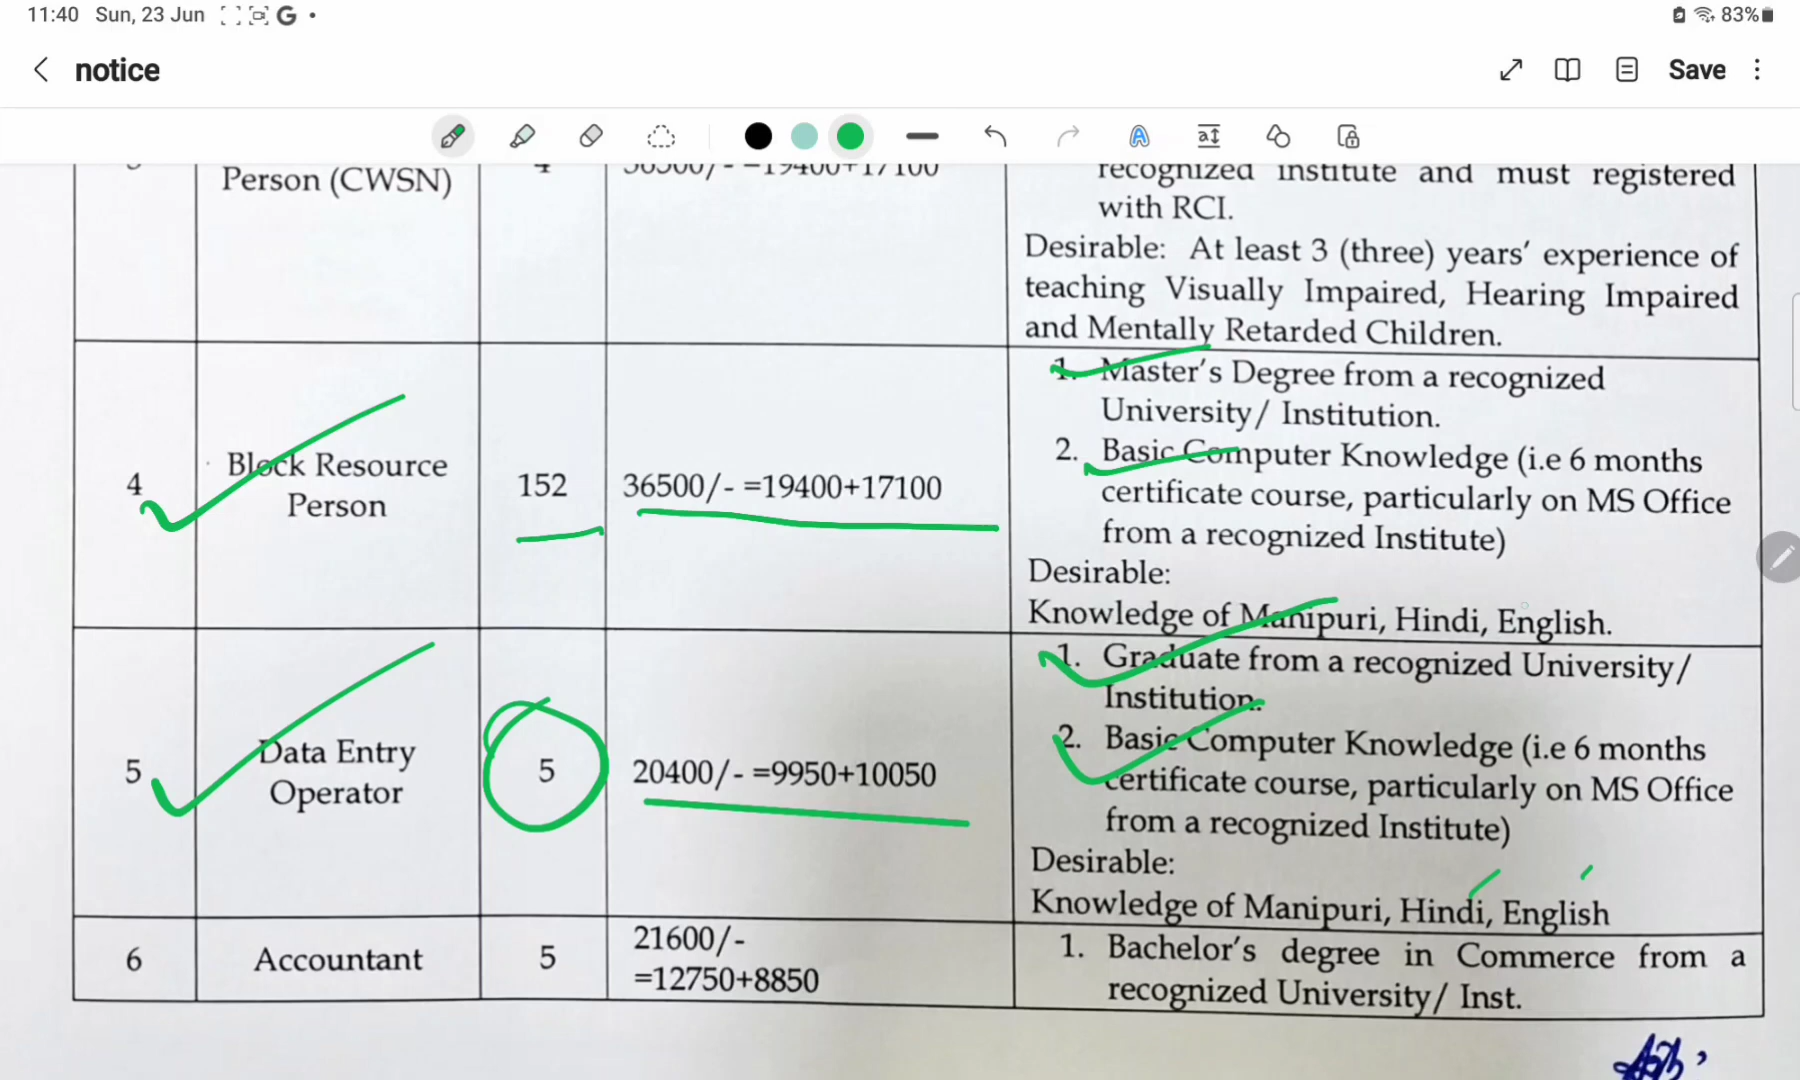 11:40 Sun, 23 Jun G 83%
notice
Save
a
Person (CWSN) 4 36500/- =19400+17100 recognized institute and must registered
with RCI.
Desirable: At least 3 (three) years’ experience of
teaching Visually Impaired, Hearing Impaired
and Mentally Retarded Children.
4 Block Resource
Person 152 36500/- =19400+17100
1. Master’s Degree from a recognized
University/ Institution.
2. Basic Computer Knowledge (i.e 6 months
certificate course, particularly on MS Office
from a recognized Institute)
Desirable:
Knowledge of Manipuri, Hindi, English.
5 Data Entry
Operator 5 20400/- =9950+10050
1. Graduate from a recognized University/
Institution.
2. Basic Computer Knowledge (i.e 6 months
certificate course, particularly on MS Office
from a recognized Institute)
Desirable:
Knowledge of Manipuri, Hindi, English
6 Accountant 5 21600/-
=12750+8850
1. Bachelor’s degree in Commerce from a
recognized University/ Inst.